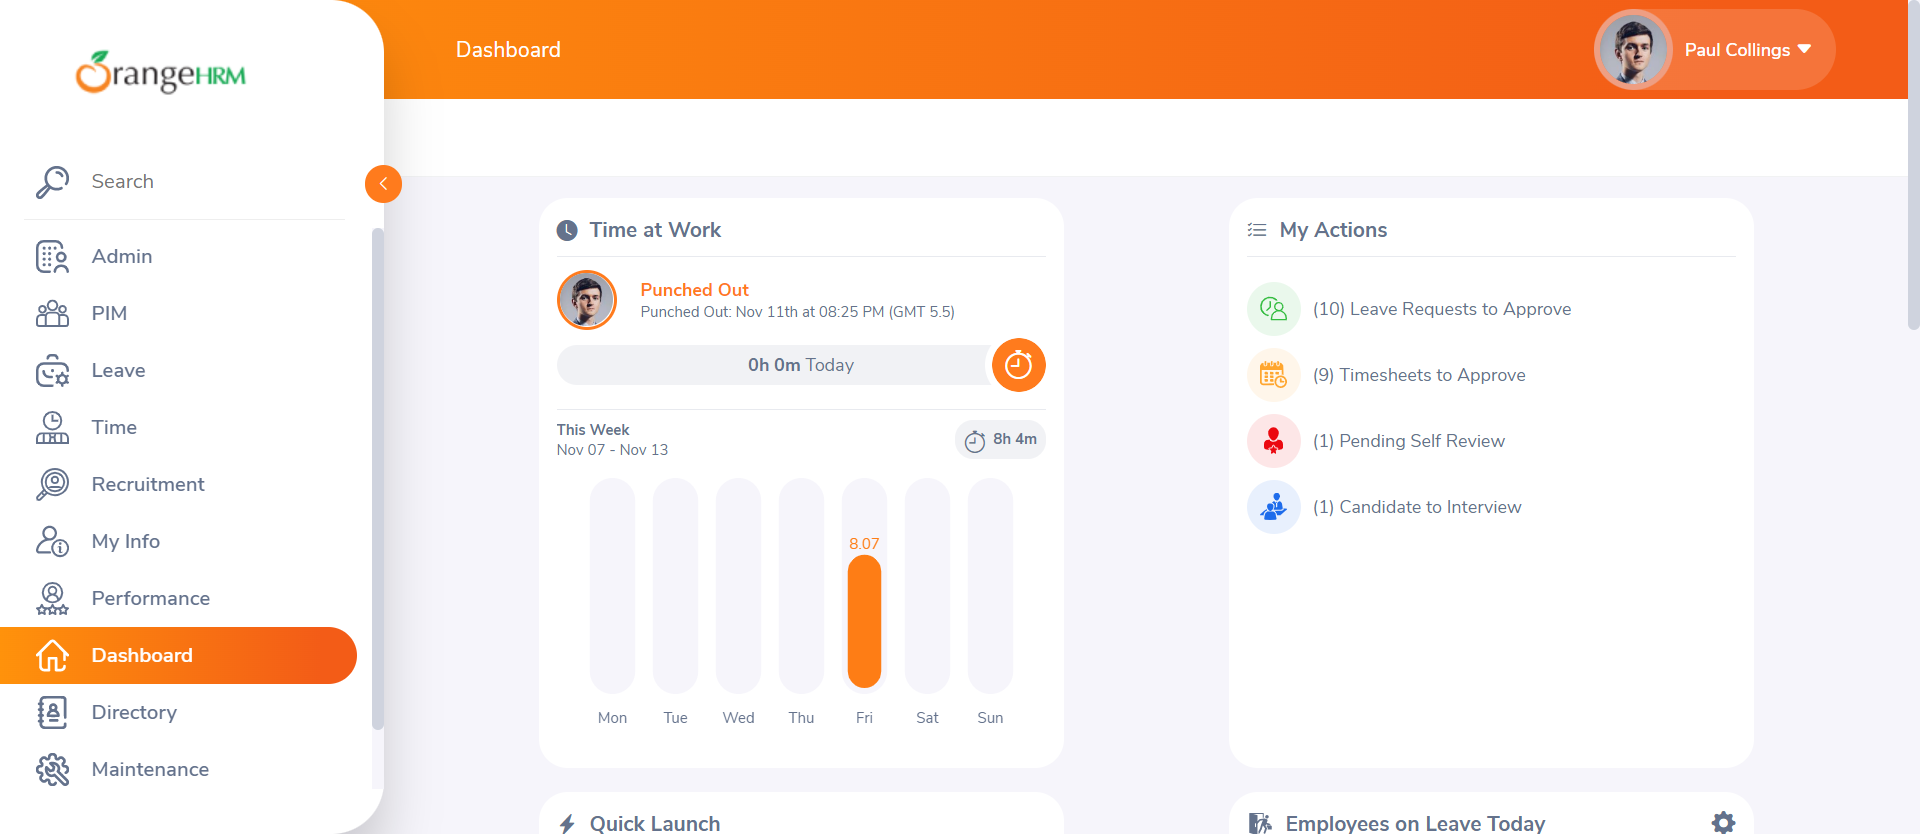 OrangeHRM
Search
Admin
PIM
Leave
Time
Recruitment
My Info
Performance
Dashboard
Directory
Maintenance
Dashboard
Paul Collings
Time at Work
Punched Out
Punched Out: Nov 11th at 08:25 PM (GMT 5.5)
0h 0m Today
This Week
Nov 07 - Nov 13
8h 4m
8.07
Mon Tue Wed Thu Fri Sat Sun
My Actions
(10) Leave Requests to Approve
(9) Timesheets to Approve
(1) Pending Self Review
(1) Candidate to Interview
Quick Launch
Employees on Leave Today